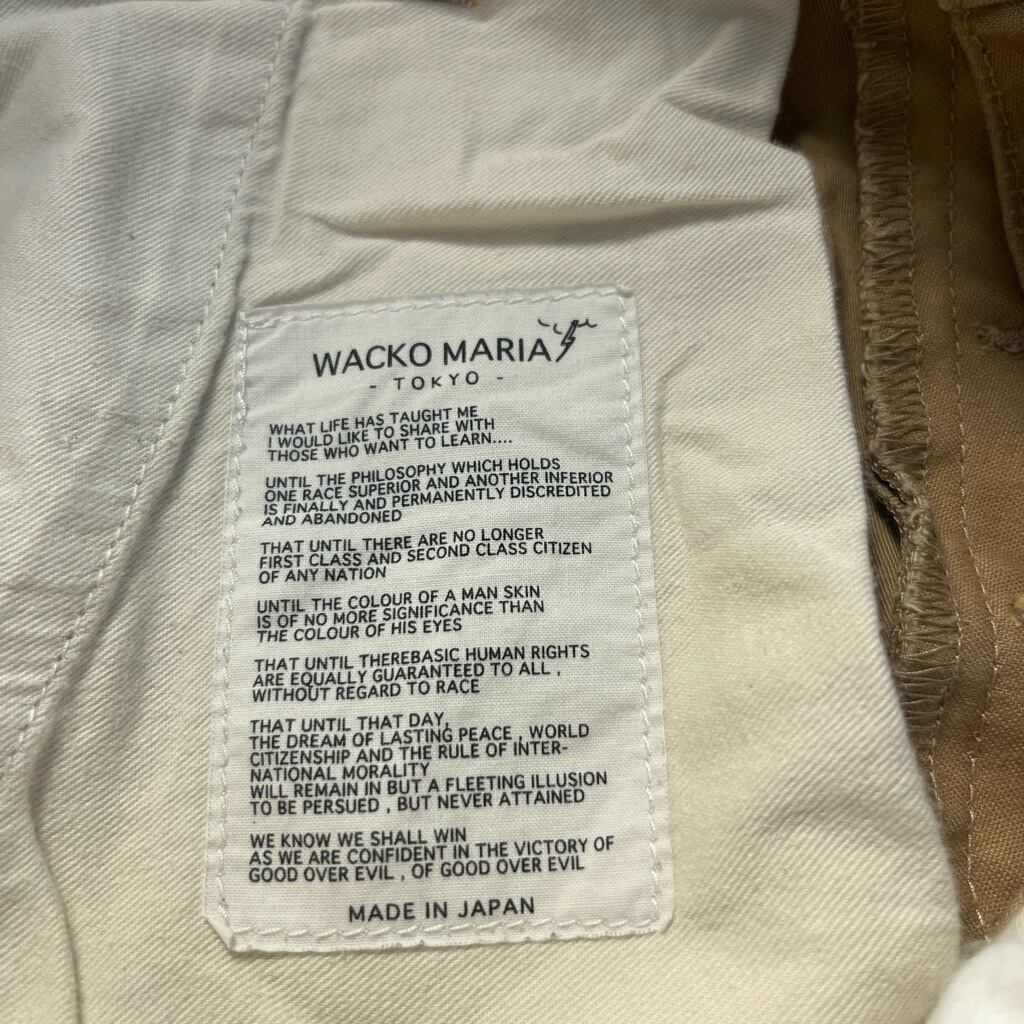 WACKO MARIA
- TOKYO -
WHAT LIFE HAS TAUGHT ME
I WOULD LIKE TO SHARE WITH
THOSE WHO WANT TO LEARN....
UNTIL THE PHILOSOPHY WHICH HOLDS
ONE RACE SUPERIOR AND ANOTHER INFERIOR
IS FINALLY AND PERMANENTLY DISCREDITED
AND ABANDONED
THAT UNTIL THERE ARE NO LONGER
FIRST CLASS AND SECOND CLASS CITIZEN
OF ANY NATION
UNTIL THE COLOUR OF A MAN SKIN
IS OF NO MORE SIGNIFICANCE THAN
THE COLOUR OF HIS EYES
THAT UNTIL THEREBASIC HUMAN RIGHTS
ARE EQUALLY GUARANTEED TO ALL ,
WITHOUT REGARD TO RACE
THAT UNTIL THAT DAY,
THE DREAM OF LASTING PEACE , WORLD
CITIZENSHIP AND THE RULE OF INTER-
NATIONAL MORALITY
WILL REMAIN IN BUT A FLEETING ILLUSION
TO BE PERSUED , BUT NEVER ATTAINED
WE KNOW WE SHALL WIN
AS WE ARE CONFIDENT IN THE VICTORY OF
GOOD OVER EVIL , OF GOOD OVER EVIL
MADE IN JAPAN